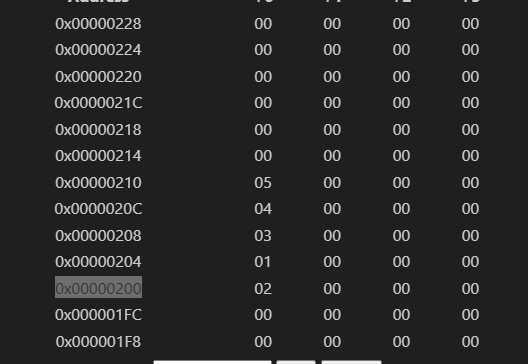 Address +0 +1 +2 +3
0x00000228 00 00 00 00
0x00000224 00 00 00 00
0x00000220 00 00 00 00
0x0000021C 00 00 00 00
0x00000218 00 00 00 00
0x00000214 00 00 00 00
0x00000210 05 00 00 00
0x0000020C 04 00 00 00
0x00000208 03 00 00 00
0x00000204 01 00 00 00
0x00000200 02 00 00 00
0x000001FC 00 00 00 00
0x000001F8 00 00 00 00